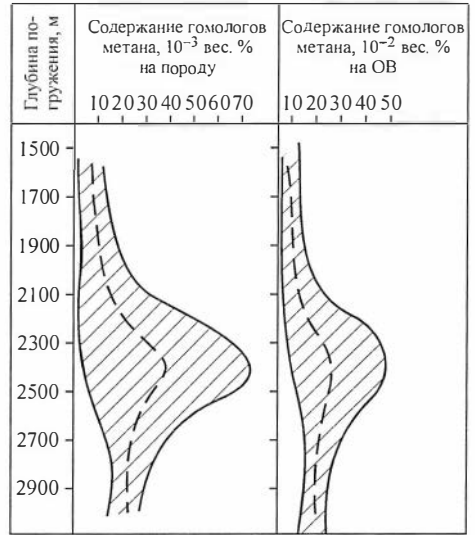 Глубина по-
гружения, м
Содержание гомологов
метана, 10⁻³ вес. %
на породу
10 20 30 40 50 60 70
Содержание гомологов
метана, 10⁻² вес. %
на ОВ
10 20 30 40 50
1500
1700
1900
2100
2300
2500
2700
2900